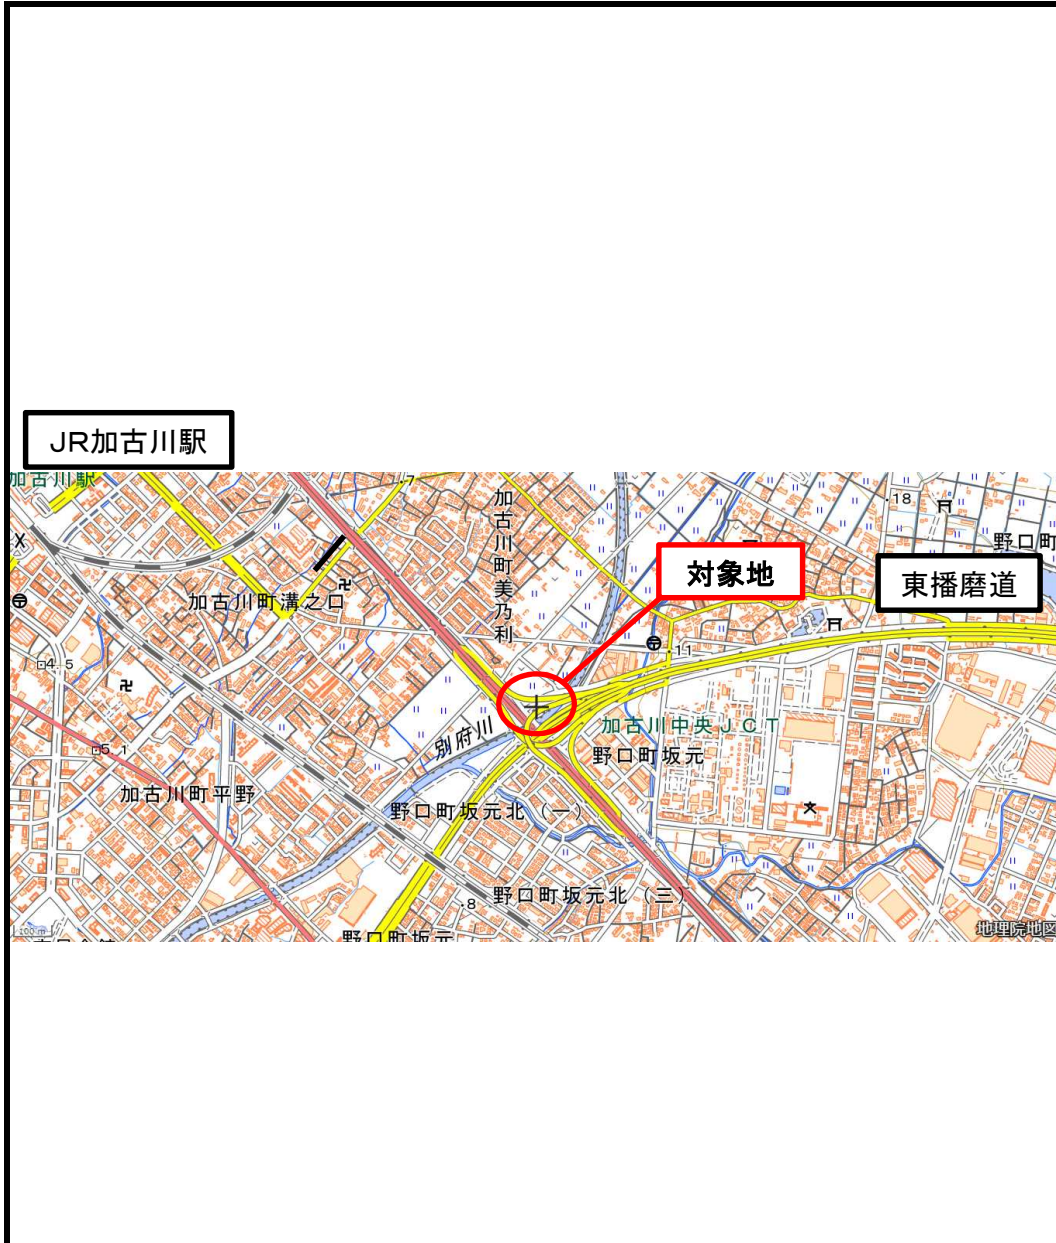 JR加古川駅
加古川駅
7
加古川町美乃利
18
野口町
対象地
東播磨道
加古川町溝之口
11
4.5
別府川
加古川中央JCT
5.1
野口町坂元
加古川町平野
野口町坂元北(一)
8
野口町坂元北(三)
100m
野口町坂元
地理院地図